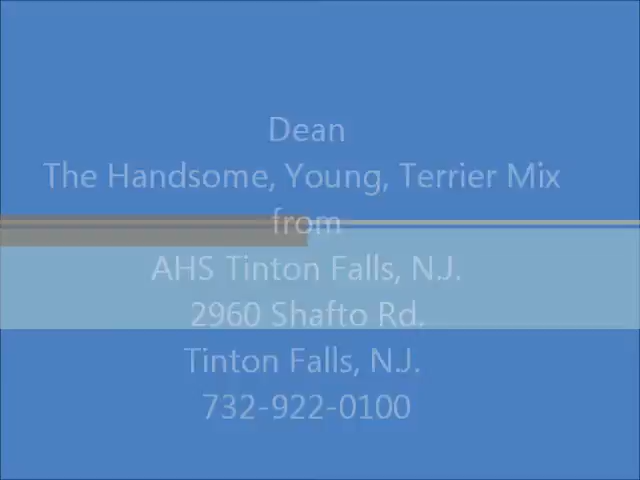 Dean
The Handsome, Young, Terrier Mix
from
AHS Tinton Falls, N.J.
2960 Shafto Rd.
Tinton Falls, N.J.
732-922-0100